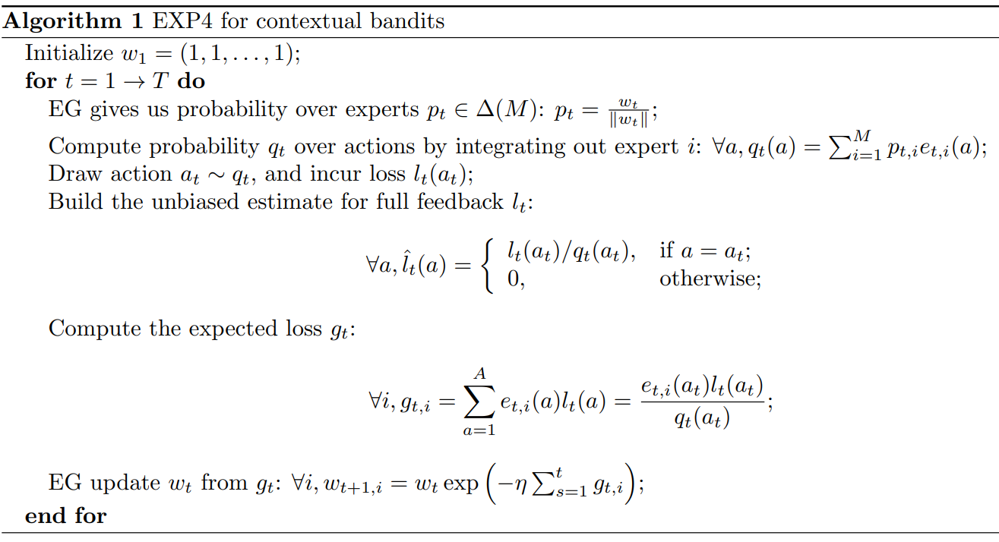 Algorithm 1 EXP4 for contextual bandits
Initialize $w_1 = (1, 1, \ldots, 1)$;
for $t = 1 \to T$ do
EG gives us probability over experts $p_t \in \Delta(M)$: $p_t = \frac{w_t}{\|w_t\|}$;
Compute probability $q_t$ over actions by integrating out expert $i$: $\forall a, q_t(a) = \sum_{i=1}^{M} p_{t,i} e_{t,i}(a)$;
Draw action $a_t \sim q_t$, and incur loss $l_t(a_t)$;
Build the unbiased estimate for full feedback $l_t$:
$\forall a, \hat{l}_t(a) = \begin{cases} l_t(a_t)/q_t(a_t), & \text{if } a = a_t; \\ 0, & \text{otherwise}; \end{cases}$
Compute the expected loss $g_t$:
$\forall i, g_{t,i} = \sum_{a=1}^{A} e_{t,i}(a) l_t(a) = \frac{e_{t,i}(a_t) l_t(a_t)}{q_t(a_t)}$;
EG update $w_t$ from $g_t$: $\forall i, w_{t+1,i} = w_t \exp\left(-\eta \sum_{s=1}^{t} g_{t,i}\right)$;
end for